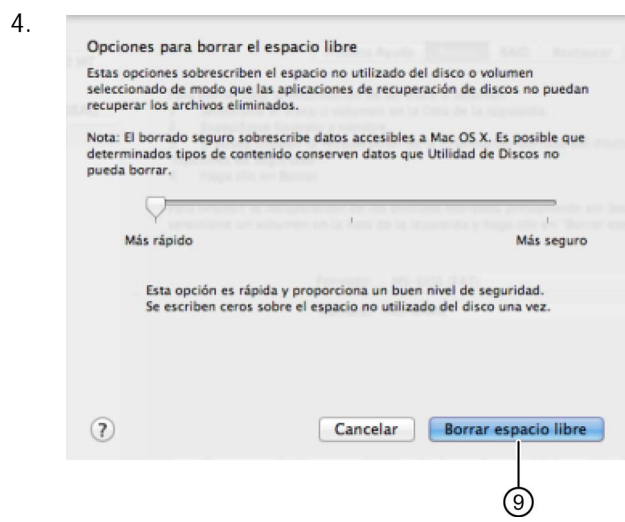 4.
Opciones para borrar el espacio libre
Estas opciones sobrescriben el espacio no utilizado del disco o volumen
seleccionado de modo que las aplicaciones de recuperación de discos no puedan
recuperar los archivos eliminados.
Nota: El borrado seguro sobrescribe datos accesibles a Mac OS X. Es posible que
determinados tipos de contenido conserven datos que Utilidad de Discos no
pueda borrar.
Más rápido Más seguro
Esta opción es rápida y proporciona un buen nivel de seguridad.
Se escriben ceros sobre el espacio no utilizado del disco una vez.
? Cancelar Borrar espacio libre
9